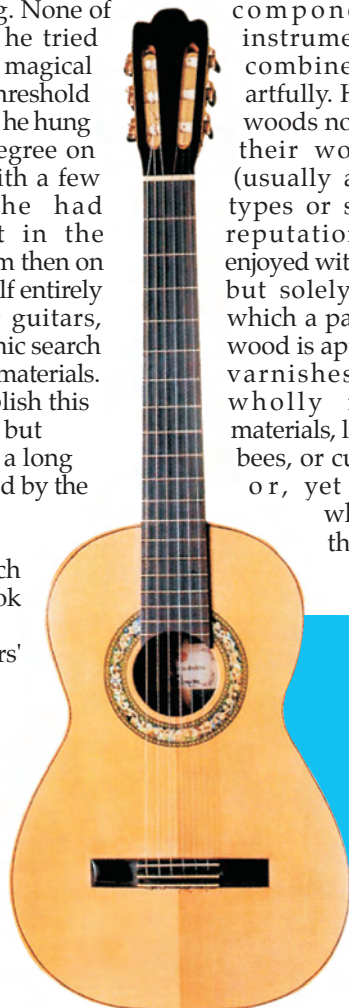 g. None of
he tried
magical
hreshold
he hung
egree on
ith a few
he had
t in the
m then on
lf entirely
guitars,
nic search
materials.
lish this
but
a long
d by the
ch
ok
rs'
compone
instrume
combine
artfully. H
woods no
their wo
(usually a
types or s
reputation
enjoyed wit
but solely
which a pa
wood is ap
varnishes
wholly
materials, l
bees, or cu
or, yet
wh
th